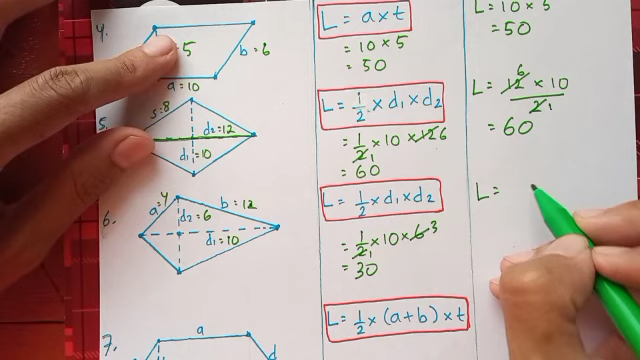 4.
= 5
b = 6
a = 10
L = a x t
= 10 x 5
= 50
L = 10 x 5
= 50
5.
s = 8
d2 = 12
d1 = 10
L = 1/2 x d1 x d2
= 1/2 1 x 10 x 12 6
= 60
L = 12 6 x 10 / 2 1
= 60
6.
a = 4
b = 12
d2 = 6
d1 = 10
L = 1/2 x d1 x d2
= 1/2 1 x 10 x 6 3
= 30
L =
7.
a
d
L = 1/2 x (a + b) x t